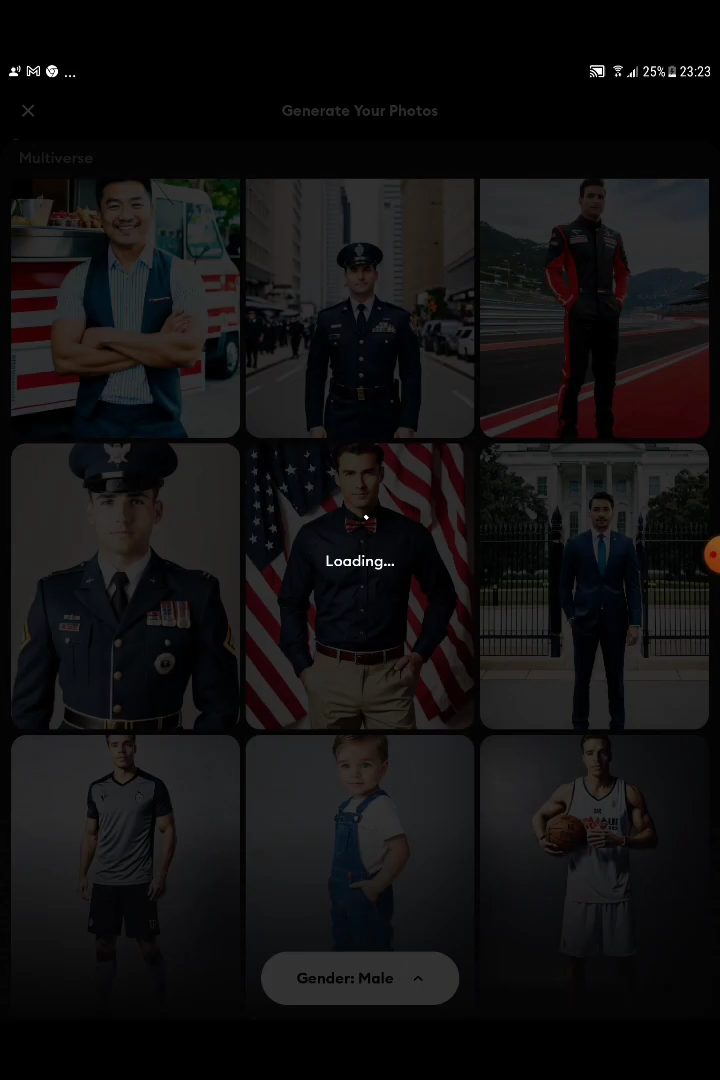 ... 25% 23:23
Generate Your Photos
Multiverse
Loading...
Gender: Male